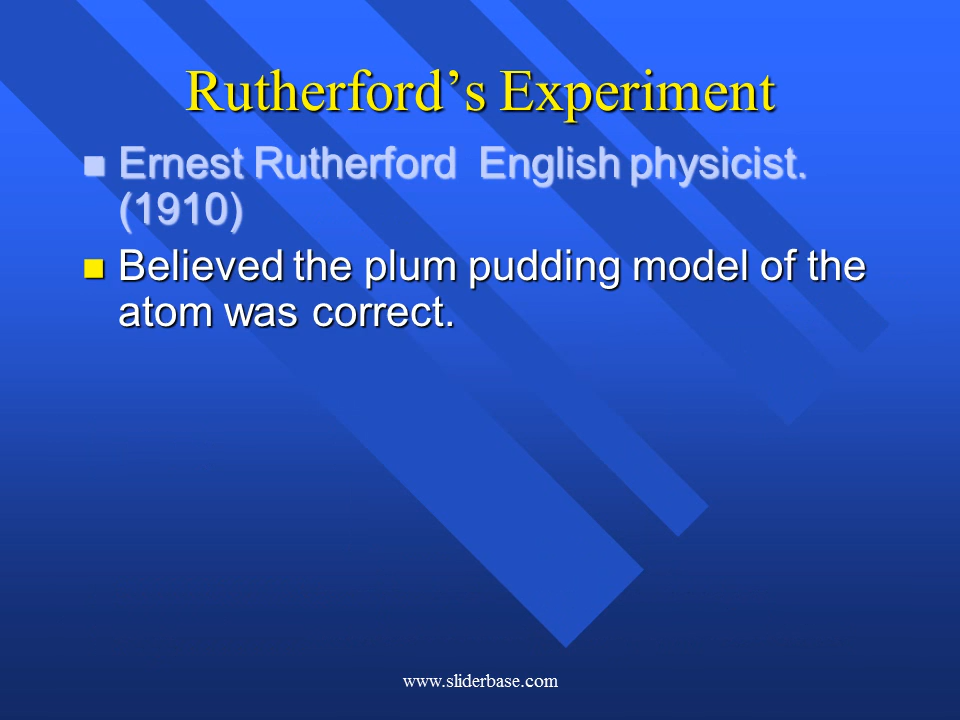 Rutherford’s Experiment
Ernest Rutherford  English physicist.
(1910)
Believed the plum pudding model of the
atom was correct.
www.sliderbase.com